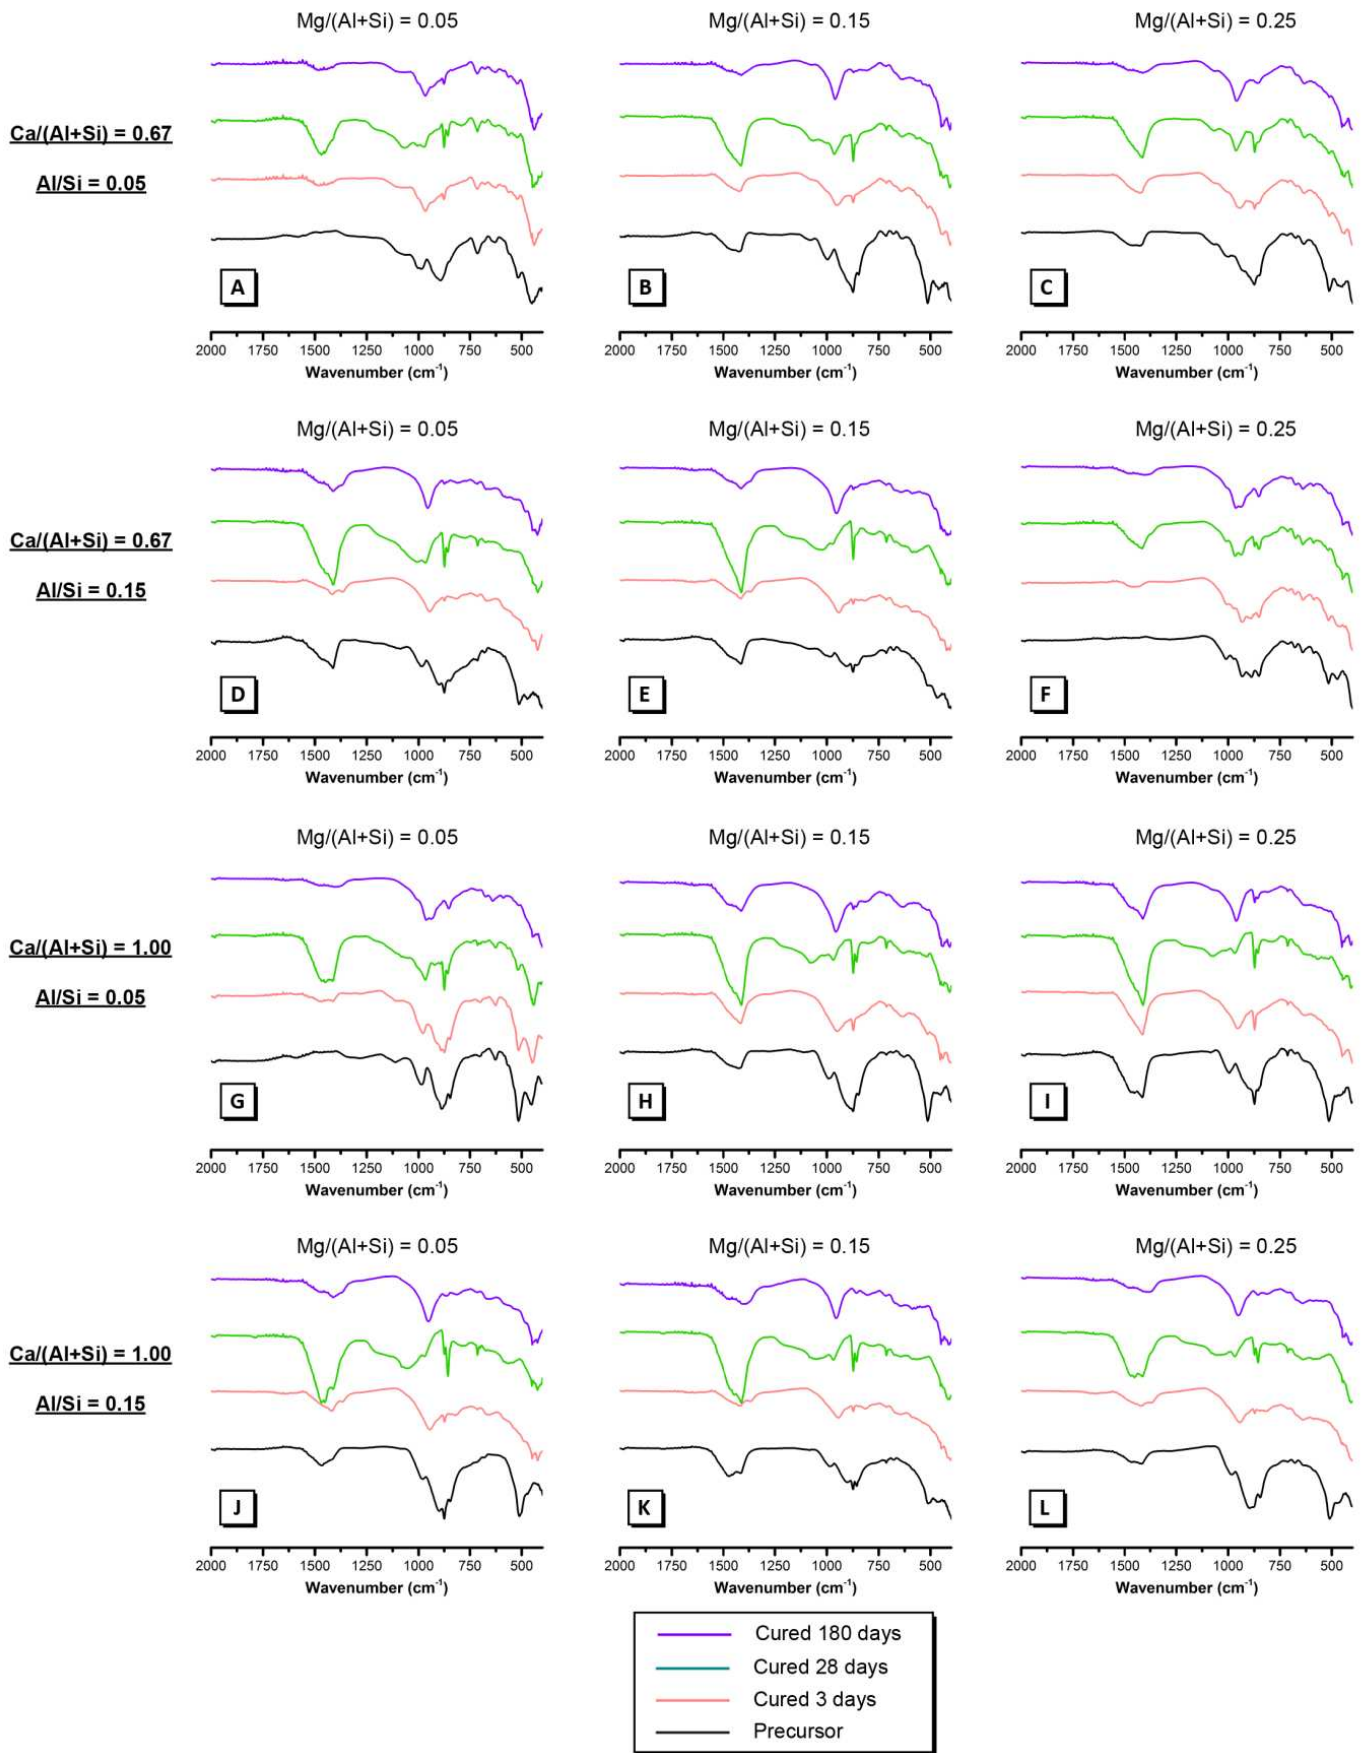 Mg/(Al+Si) = 0.05
Mg/(Al+Si) = 0.15
Mg/(Al+Si) = 0.25
Ca/(Al+Si) = 0.67
Al/Si = 0.05
A
B
C
2000 1750 1500 1250 1000 750 500
2000 1750 1500 1250 1000 750 500
2000 1750 1500 1250 1000 750 500
Wavenumber (cm⁻¹)
Wavenumber (cm⁻¹)
Wavenumber (cm⁻¹)
Mg/(Al+Si) = 0.05
Mg/(Al+Si) = 0.15
Mg/(Al+Si) = 0.25
Ca/(Al+Si) = 0.67
Al/Si = 0.15
D
E
F
2000 1750 1500 1250 1000 750 500
2000 1750 1500 1250 1000 750 500
2000 1750 1500 1250 1000 750 500
Wavenumber (cm⁻¹)
Wavenumber (cm⁻¹)
Wavenumber (cm⁻¹)
Mg/(Al+Si) = 0.05
Mg/(Al+Si) = 0.15
Mg/(Al+Si) = 0.25
Ca/(Al+Si) = 1.00
Al/Si = 0.05
G
H
I
2000 1750 1500 1250 1000 750 500
2000 1750 1500 1250 1000 750 500
2000 1750 1500 1250 1000 750 500
Wavenumber (cm⁻¹)
Wavenumber (cm⁻¹)
Wavenumber (cm⁻¹)
Mg/(Al+Si) = 0.05
Mg/(Al+Si) = 0.15
Mg/(Al+Si) = 0.25
Ca/(Al+Si) = 1.00
Al/Si = 0.15
J
K
L
2000 1750 1500 1250 1000 750 500
2000 1750 1500 1250 1000 750 500
2000 1750 1500 1250 1000 750 500
Wavenumber (cm⁻¹)
Wavenumber (cm⁻¹)
Wavenumber (cm⁻¹)
Cured 180 days
Cured 28 days
Cured 3 days
Precursor